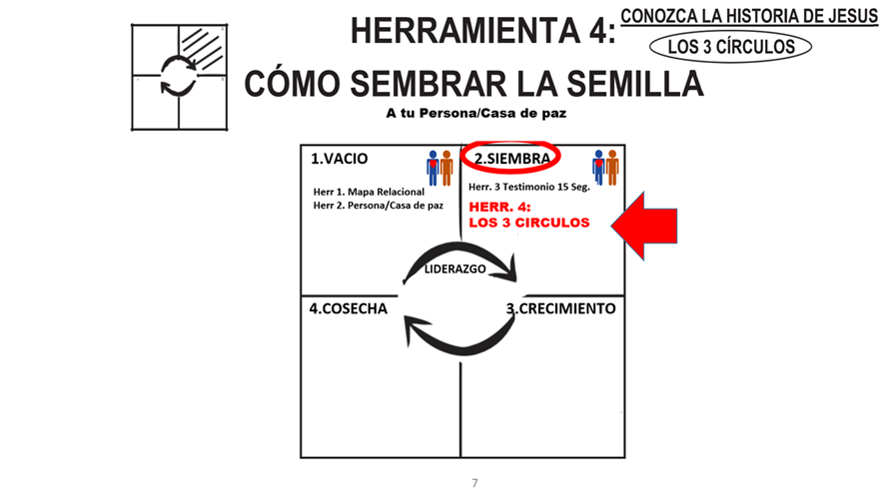 HERRAMIENTA 4:
CONOZCA LA HISTORIA DE JESUS
LOS 3 CÍRCULOS
CÓMO SEMBRAR LA SEMILLA
A tu Persona/Casa de paz
1.VACIO
2.SIEMBRA
Herr 1. Mapa Relacional
Herr 2. Persona/Casa de paz
Herr. 3 Testimonio 15 Seg.
HERR. 4:
LOS 3 CIRCULOS
LIDERAZGO
4.COSECHA
3.CRECIMIENTO
7